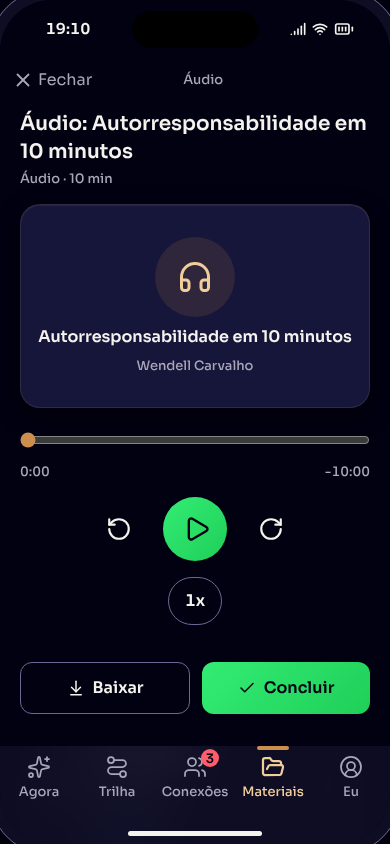 19:10
Fechar
Áudio
Áudio: Autorresponsabilidade em
10 minutos
Áudio · 10 min
Autorresponsabilidade em 10 minutos
Wendell Carvalho
0:00
-10:00
1x
Baixar
Concluir
3
Agora
Trilha
Conexões
Materiais
Eu